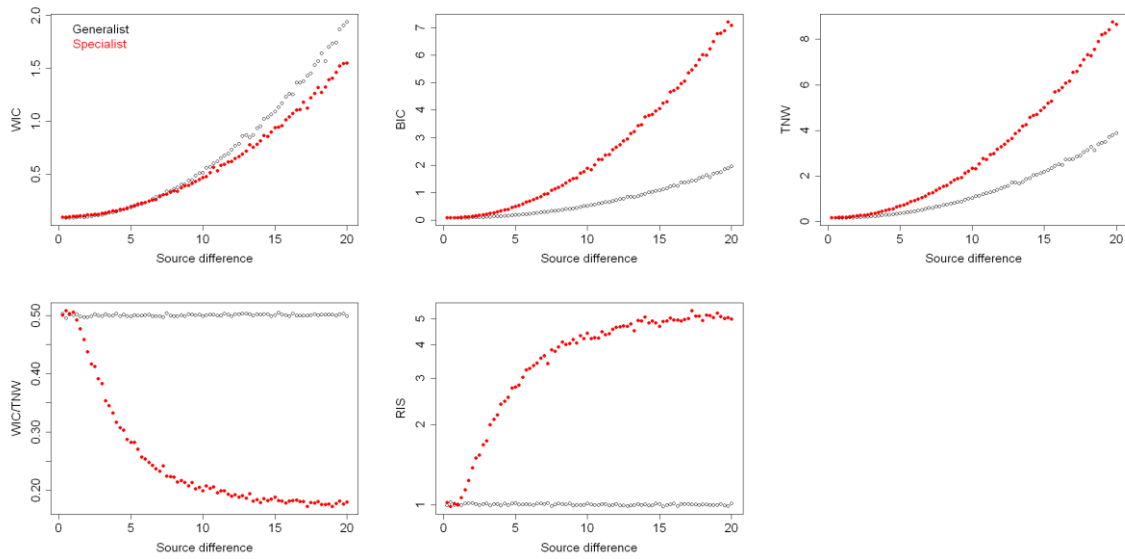 WIC
0.5
1.0
1.5
2.0
Generalist
Specialist
0 5 10 15 20
Source difference
BIC
0 1 2 3 4 5 6 7
0 5 10 15 20
Source difference
TNW
0 2 4 6 8
0 5 10 15 20
Source difference
WIC/TNW
0.20 0.30 0.40 0.50
0 5 10 15 20
Source difference
RIS
1 2 3 4 5
0 5 10 15 20
Source difference